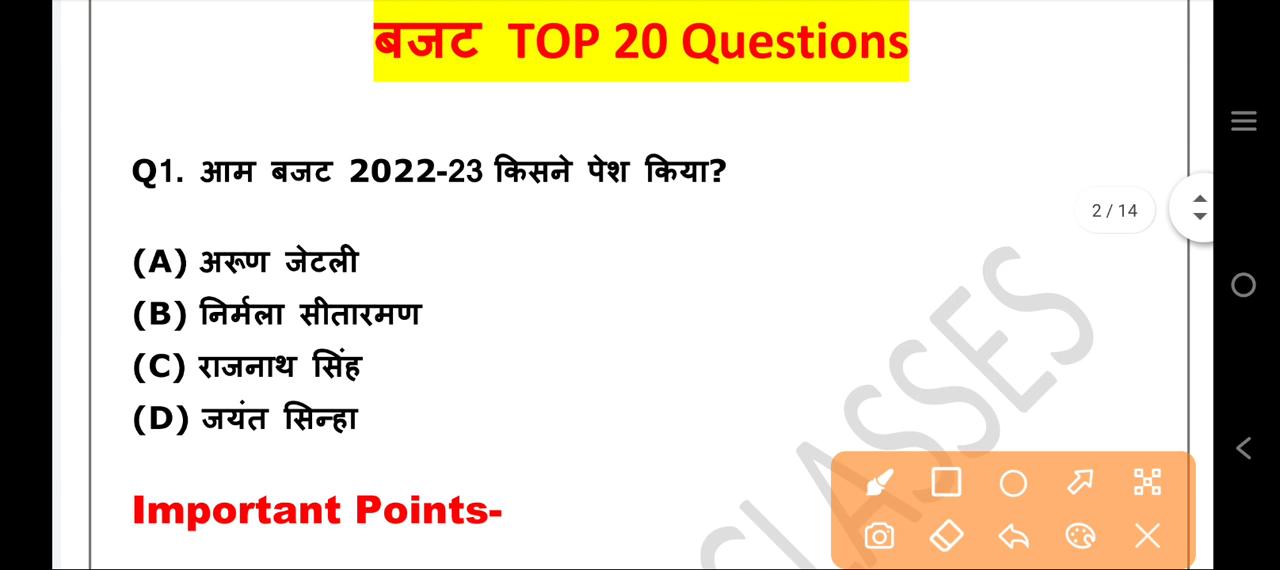 बजट TOP 20 Questions
Q1. आम बजट 2022-23 किसने पेश किया?
2 / 14
(A) अरूण जेटली
(B) निर्मला सीतारमण
(C) राजनाथ सिंह
(D) जयंत सिन्हा
Important Points-
CLASSES